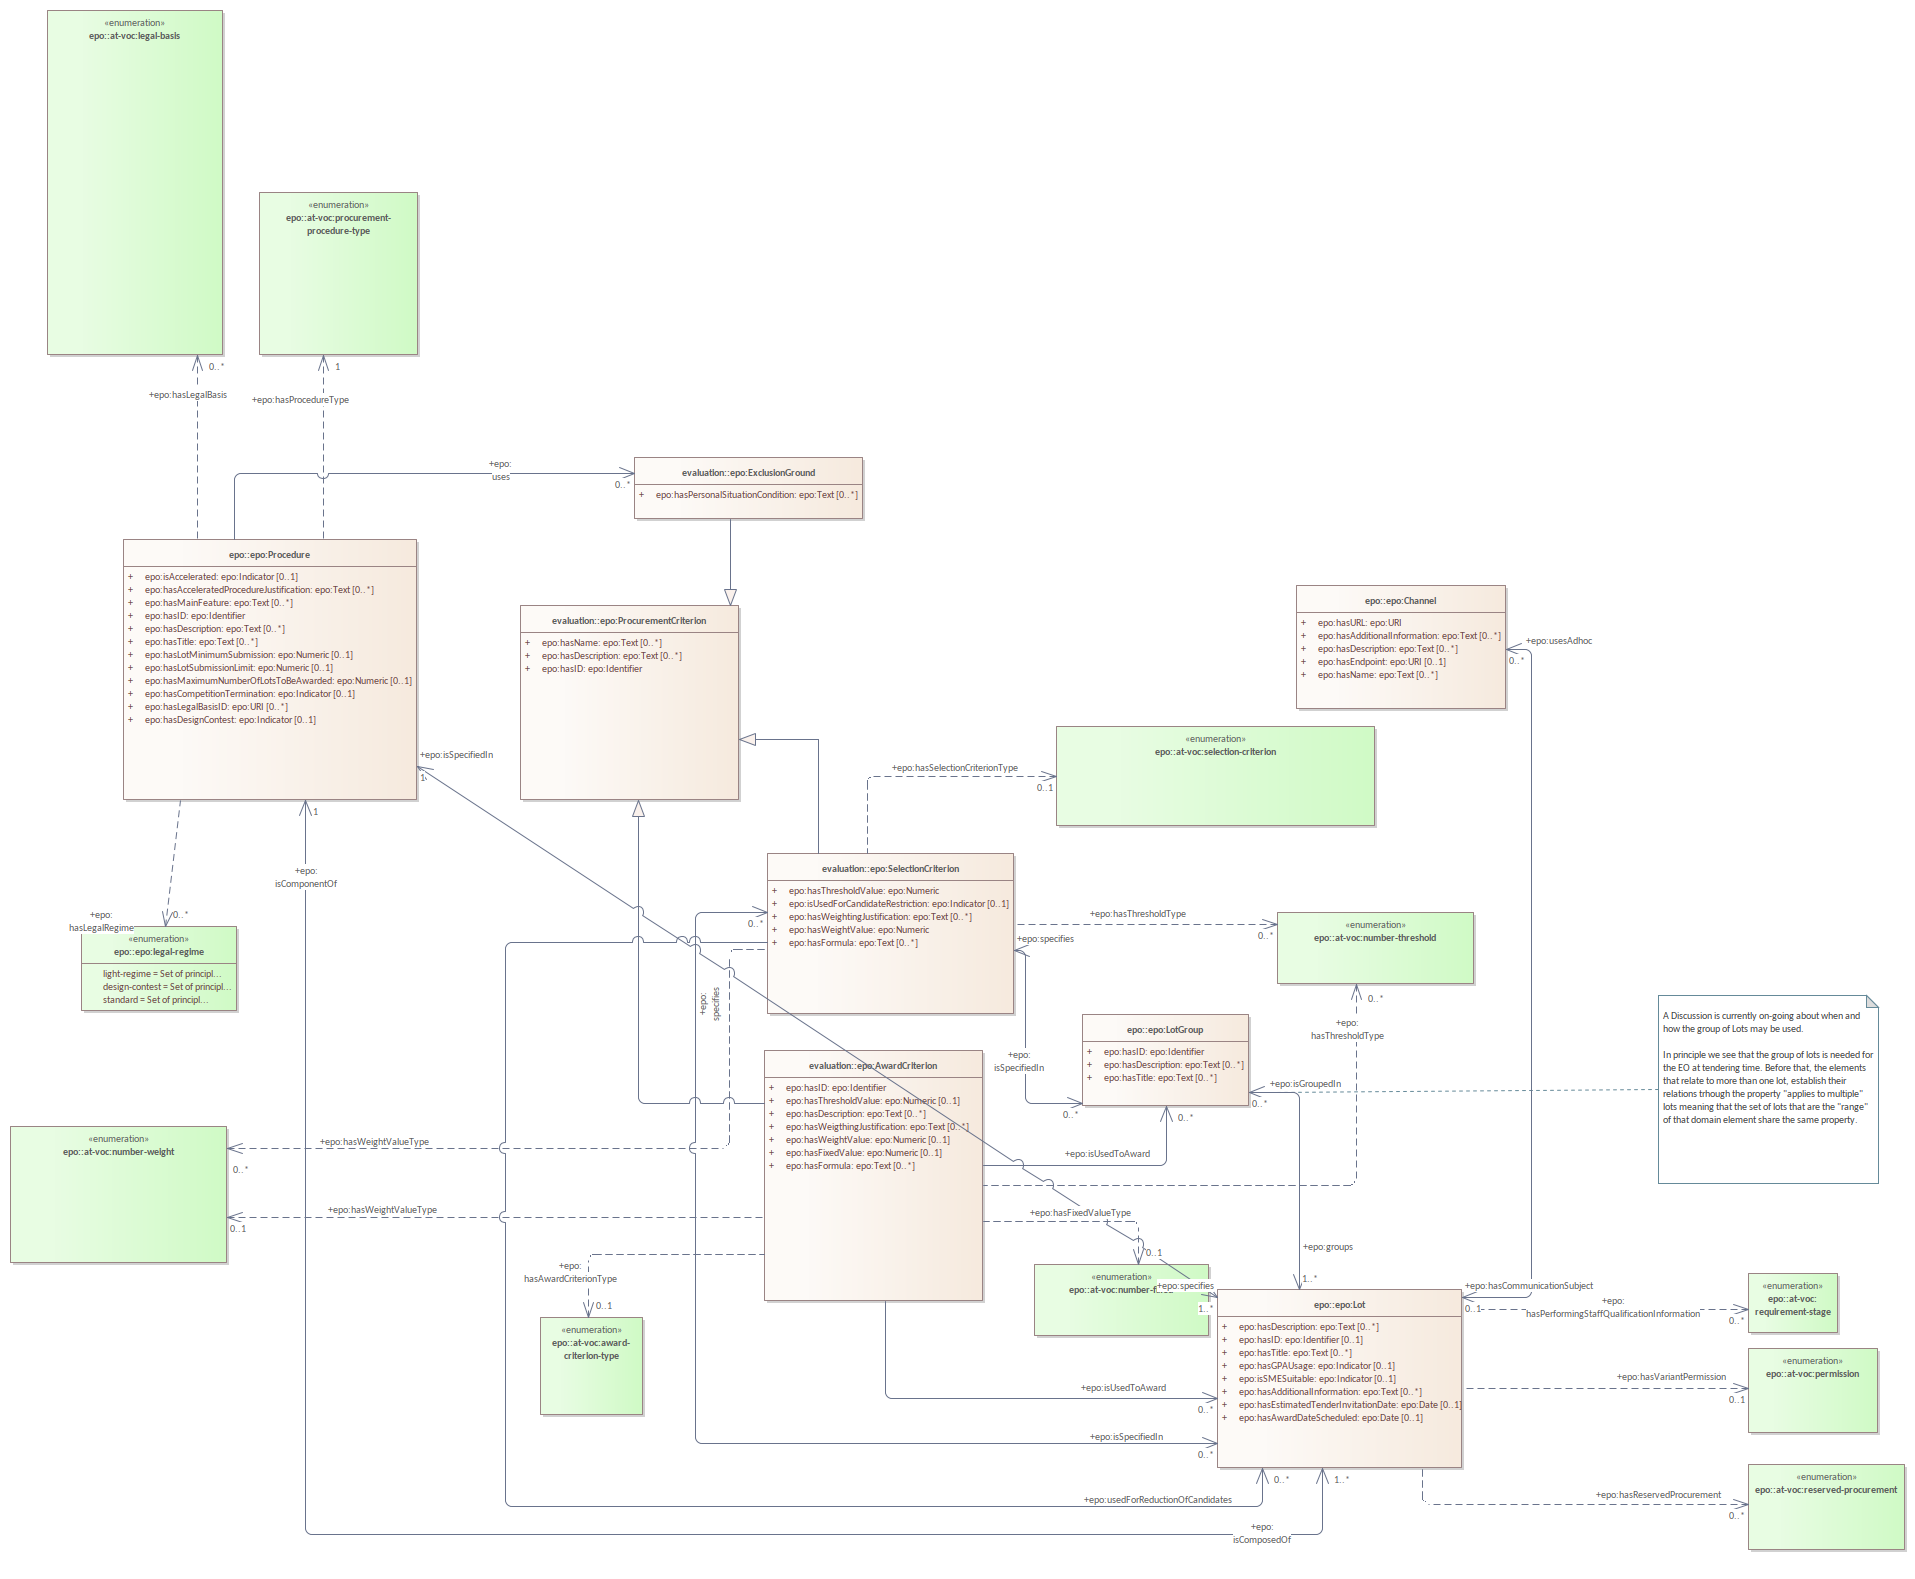 «enumeration»
epo::at-voc:legal-basis
«enumeration»
epo::at-voc:procurement-
procedure-type
0..*
+epo:hasLegalBasis
1
+epo:hasProcedureType
+epo:
uses
0..*
evaluation::epo:ExclusionGround
+ epo:hasPersonalSituationCondition: epo:Text [0..*]
epo::epo:Procedure
+ epo:isAccelerated: epo:Indicator [0..1]
+ epo:hasAcceleratedProcedureJustification: epo:Text [0..*]
+ epo:hasMainFeature: epo:Text [0..*]
+ epo:hasID: epo:Identifier
+ epo:hasDescription: epo:Text [0..*]
+ epo:hasTitle: epo:Text [0..*]
+ epo:hasLotMinimumSubmission: epo:Numeric [0..1]
+ epo:hasLotSubmissionLimit: epo:Numeric [0..1]
+ epo:hasMaximumNumberOfLotsToBeAwarded: epo:Numeric [0..1]
+ epo:hasCompetitionTermination: epo:Indicator [0..1]
+ epo:hasLegalBasisID: epo:URI [0..*]
+ epo:hasDesignContest: epo:Indicator [0..1]
evaluation::epo:ProcurementCriterion
+ epo:hasName: epo:Text [0..*]
+ epo:hasDescription: epo:Text [0..*]
+ epo:hasID: epo:Identifier
epo::epo:Channel
+ epo:hasURL: epo:URI
+ epo:hasAdditionalInformation: epo:Text [0..*]
+ epo:hasDescription: epo:Text [0..*]
+ epo:hasEndpoint: epo:URI [0..1]
+ epo:hasName: epo:Text [0..*]
+epo:usesAdhoc
0..*
+epo:isSpecifiedIn
1
«enumeration»
epo::at-voc:selection-criterion
+epo:hasSelectionCriterionType
0..1
1
+epo:
isComponentOf
+epo:
hasLegalRegime
0..*
«enumeration»
epo::epo:legal-regime
light-regime = Set of principl...
design-contest = Set of principl...
standard = Set of principl...
evaluation::epo:SelectionCriterion
+ epo:hasThresholdValue: epo:Numeric
+ epo:isUsedForCandidateRestriction: epo:Indicator [0..1]
+ epo:hasWeightingJustification: epo:Text [0..*]
+ epo:hasWeightValue: epo:Numeric
+ epo:hasFormula: epo:Text [0..*]
0..*
+epo:
specifies
+epo:hasThresholdType
0..*
«enumeration»
epo::at-voc:number-threshold
+epo:specifies
0..*
+epo:
hasThresholdType
+epo:
isSpecifiedIn
0..*
epo::epo:LotGroup
+ epo:hasID: epo:Identifier
+ epo:hasDescription: epo:Text [0..*]
+ epo:hasTitle: epo:Text [0..*]
+epo:isGroupedIn
0..*
0..*
A Discussion is currently on-going about when and
how the group of Lots may be used.
In principle we see that the group of lots is needed for
the EO at tendering time. Before that, the elements
that relate to more than one lot, establish their
relations trhough the property "applies to multiple"
lots meaning that the set of lots that are the "range"
of that domain element share the same property.
evaluation::epo:AwardCriterion
+ epo:hasID: epo:Identifier
+ epo:hasThresholdValue: epo:Numeric [0..1]
+ epo:hasDescription: epo:Text [0..*]
+ epo:hasWeigthingJustification: epo:Text [0..*]
+ epo:hasWeightValue: epo:Numeric [0..1]
+ epo:hasFixedValue: epo:Numeric [0..1]
+ epo:hasFormula: epo:Text [0..*]
«enumeration»
epo::at-voc:number-weight
+epo:hasWeightValueType
0..*
+epo:hasWeightValueType
0..1
+epo:isUsedToAward
+epo:hasFixedValueType
0..1
+epo:
hasAwardCriterionType
0..1
«enumeration»
epo::at-voc:award-
criterion-type
«enumeration»
+epo:specifies
1..*
+epo:groups
1..*
epo::epo:Lot
+ epo:hasDescription: epo:Text [0..*]
+ epo:hasID: epo:Identifier [0..1]
+ epo:hasTitle: epo:Text [0..*]
+ epo:hasGPAUsage: epo:Indicator [0..1]
+ epo:isSMESuitable: epo:Indicator [0..1]
+ epo:hasAdditionalInformation: epo:Text [0..*]
+ epo:hasEstimatedTenderInvitationDate: epo:Date [0..1]
+ epo:hasAwardDateScheduled: epo:Date [0..1]
+epo:hasCommunicationSubject
0..1
+epo:
hasPerformingStaffQualificationInformation
0..*
«enumeration»
epo::at-voc:
requirement-stage
«enumeration»
epo::at-voc:permission
+epo:hasVariantPermission
0..1
+epo:isUsedToAward
0..*
+epo:isSpecifiedIn
0..*
«enumeration»
epo::at-voc:reserved-procurement
+epo:hasReservedProcurement
0..*
0..*
1..*
+epo:usedForReductionOfCandidates
+epo:
isComposedOf